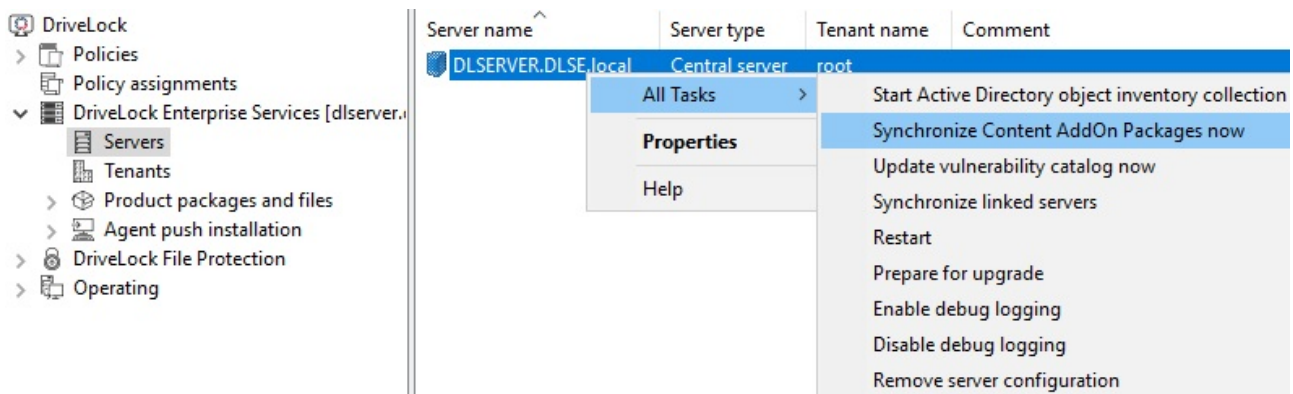 DriveLock
Policies
Policy assignments
DriveLock Enterprise Services [dlserver.
Servers
Tenants
Product packages and files
Agent push installation
DriveLock File Protection
Operating
Server name Server type Tenant name Comment
DLSERVER.DLSE.local Central server root
All Tasks
Properties
Help
Start Active Directory object inventory collection
Synchronize Content AddOn Packages now
Update vulnerability catalog now
Synchronize linked servers
Restart
Prepare for upgrade
Enable debug logging
Disable debug logging
Remove server configuration